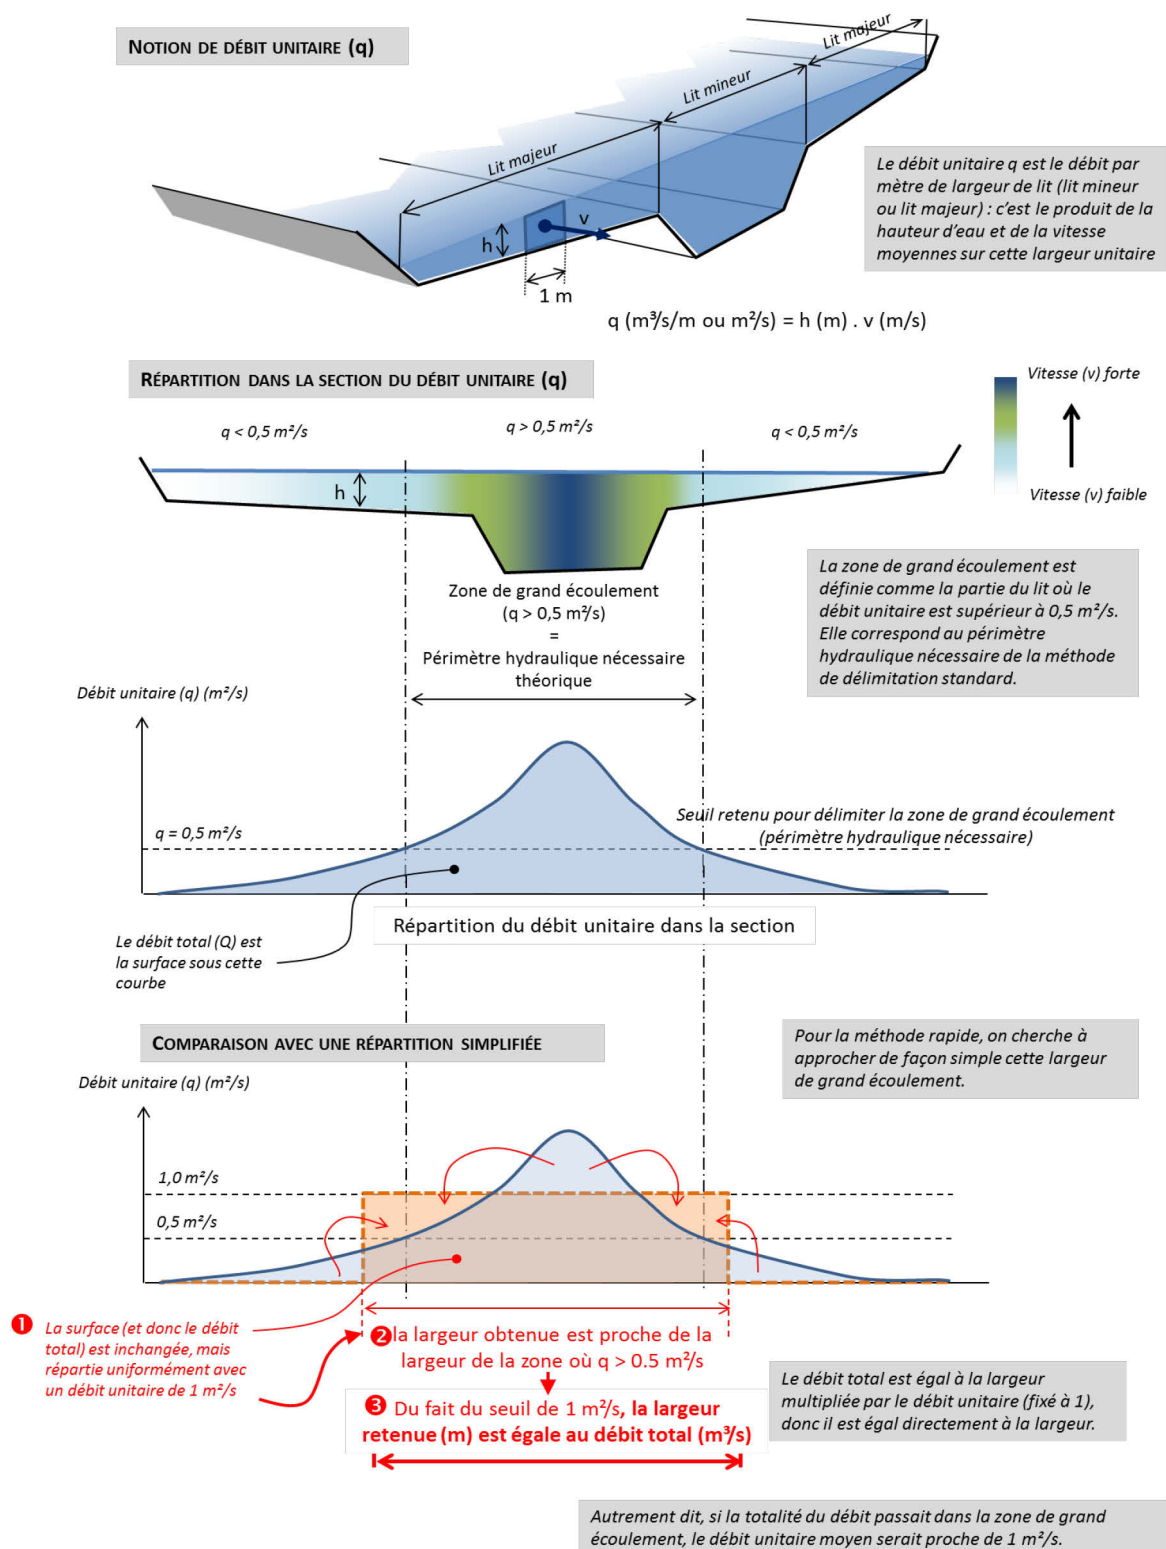 NOTION DE DÉBIT UNITAIRE (q)
Lit majeur
Lit mineur
Lit majeur
h
v
1 m
Le débit unitaire q est le débit par
mètre de largeur de lit (lit mineur
ou lit majeur) : c'est le produit de la
hauteur d'eau et de la vitesse
moyennes sur cette largeur unitaire
q (m³/s/m ou m²/s) = h (m) . v (m/s)
RÉPARTITION DANS LA SECTION DU DÉBIT UNITAIRE (q)
Vitesse (v) forte
Vitesse (v) faible
q < 0,5 m²/s
q > 0,5 m²/s
q < 0,5 m²/s
h
Zone de grand écoulement
(q > 0,5 m²/s)
=
Périmètre hydraulique nécessaire
théorique
La zone de grand écoulement est
définie comme la partie du lit où le
débit unitaire est supérieur à 0,5 m²/s.
Elle correspond au périmètre
hydraulique nécessaire de la méthode
de délimitation standard.
Débit unitaire (q) (m²/s)
q = 0,5 m²/s
Seuil retenu pour délimiter la zone de grand écoulement
(périmètre hydraulique nécessaire)
Répartition du débit unitaire dans la section
Le débit total (Q) est
la surface sous cette
courbe
COMPARAISON AVEC UNE RÉPARTITION SIMPLIFIÉE
Pour la méthode rapide, on cherche à
approcher de façon simple cette largeur
de grand écoulement.
Débit unitaire (q) (m²/s)
1,0 m²/s
0,5 m²/s
❶ La surface (et donc le débit
total) est inchangée, mais
répartie uniformément avec
un débit unitaire de 1 m²/s
❷ la largeur obtenue est proche de la
largeur de la zone où q > 0.5 m²/s
❸ Du fait du seuil de 1 m²/s, la largeur
retenue (m) est égale au débit total (m³/s)
Le débit total est égal à la largeur
multipliée par le débit unitaire (fixé à 1),
donc il est égal directement à la largeur.
Autrement dit, si la totalité du débit passait dans la zone de grand
écoulement, le débit unitaire moyen serait proche de 1 m²/s.